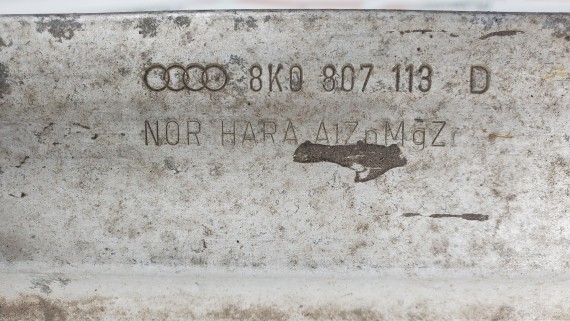 8K0 807 113 D
NOR HARA AlZnMgZr